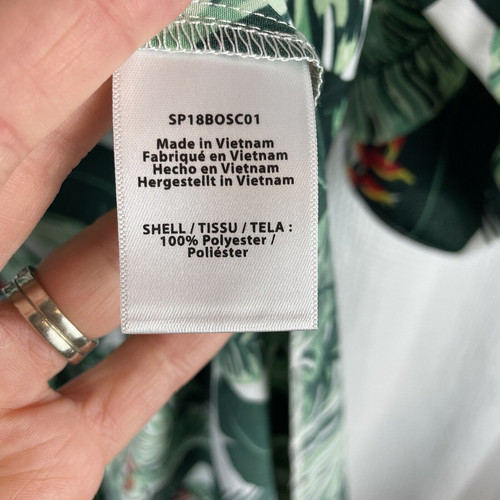 SP18BOSC01
Made in Vietnam
Fabriqué en Vietnam
Hecho en Vietnam
Hergestellt in Vietnam
SHELL / TISSU / TELA :
100% Polyester /
Poliéster